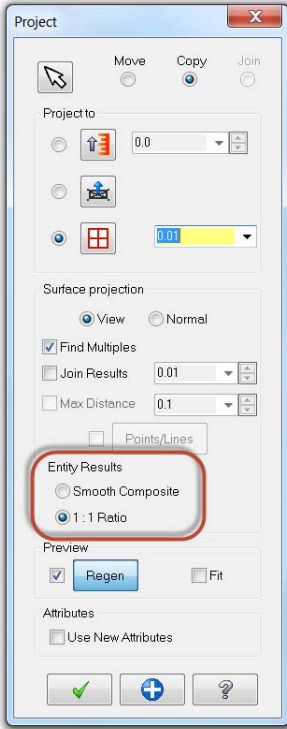 Project
Move Copy Join
Project to
0.0
0.01
Surface projection
View Normal
Find Multiples
Join Results 0.01
Max Distance 0.1
Points/Lines
Entity Results
Smooth Composite
1 : 1 Ratio
Preview
Regen Fit
Attributes
Use New Attributes